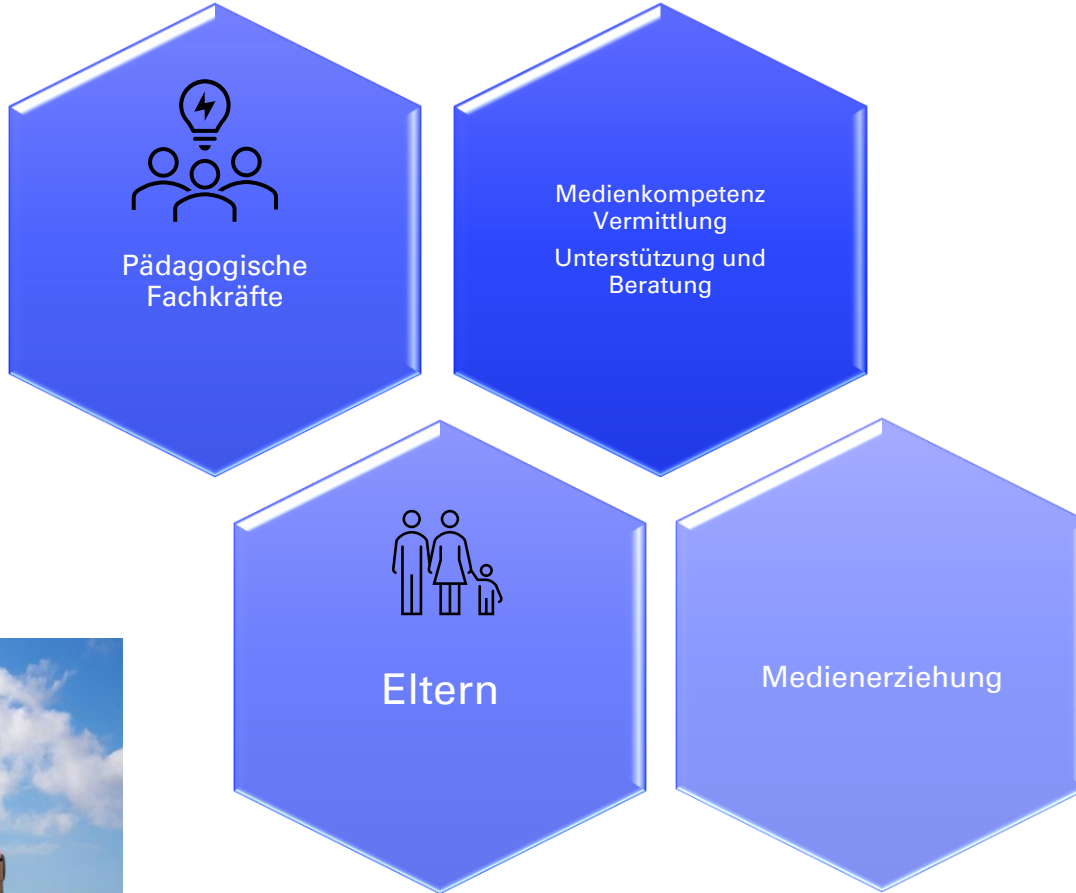 Pädagogische
Fachkräfte
Medienkompetenz
Vermittlung
Unterstützung und
Beratung
Eltern
Medienerziehung